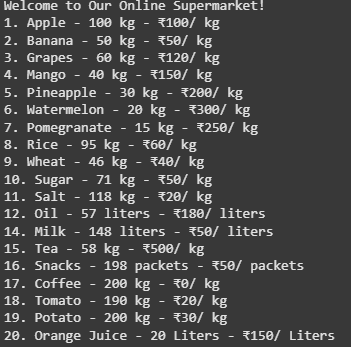 Welcome to Our Online Supermarket!
1. Apple - 100 kg - ₹100/ kg
2. Banana - 50 kg - ₹50/ kg
3. Grapes - 60 kg - ₹120/ kg
4. Mango - 40 kg - ₹150/ kg
5. Pineapple - 30 kg - ₹200/ kg
6. Watermelon - 20 kg - ₹300/ kg
7. Pomegranate - 15 kg - ₹250/ kg
8. Rice - 95 kg - ₹60/ kg
9. Wheat - 46 kg - ₹40/ kg
10. Sugar - 71 kg - ₹50/ kg
11. Salt - 118 kg - ₹20/ kg
12. Oil - 57 liters - ₹180/ liters
14. Milk - 148 liters - ₹50/ liters
15. Tea - 58 kg - ₹500/ kg
16. Snacks - 198 packets - ₹50/ packets
17. Coffee - 200 kg - ₹0/ kg
18. Tomato - 190 kg - ₹20/ kg
19. Potato - 200 kg - ₹30/ kg
20. Orange Juice - 20 Liters - ₹150/ Liters